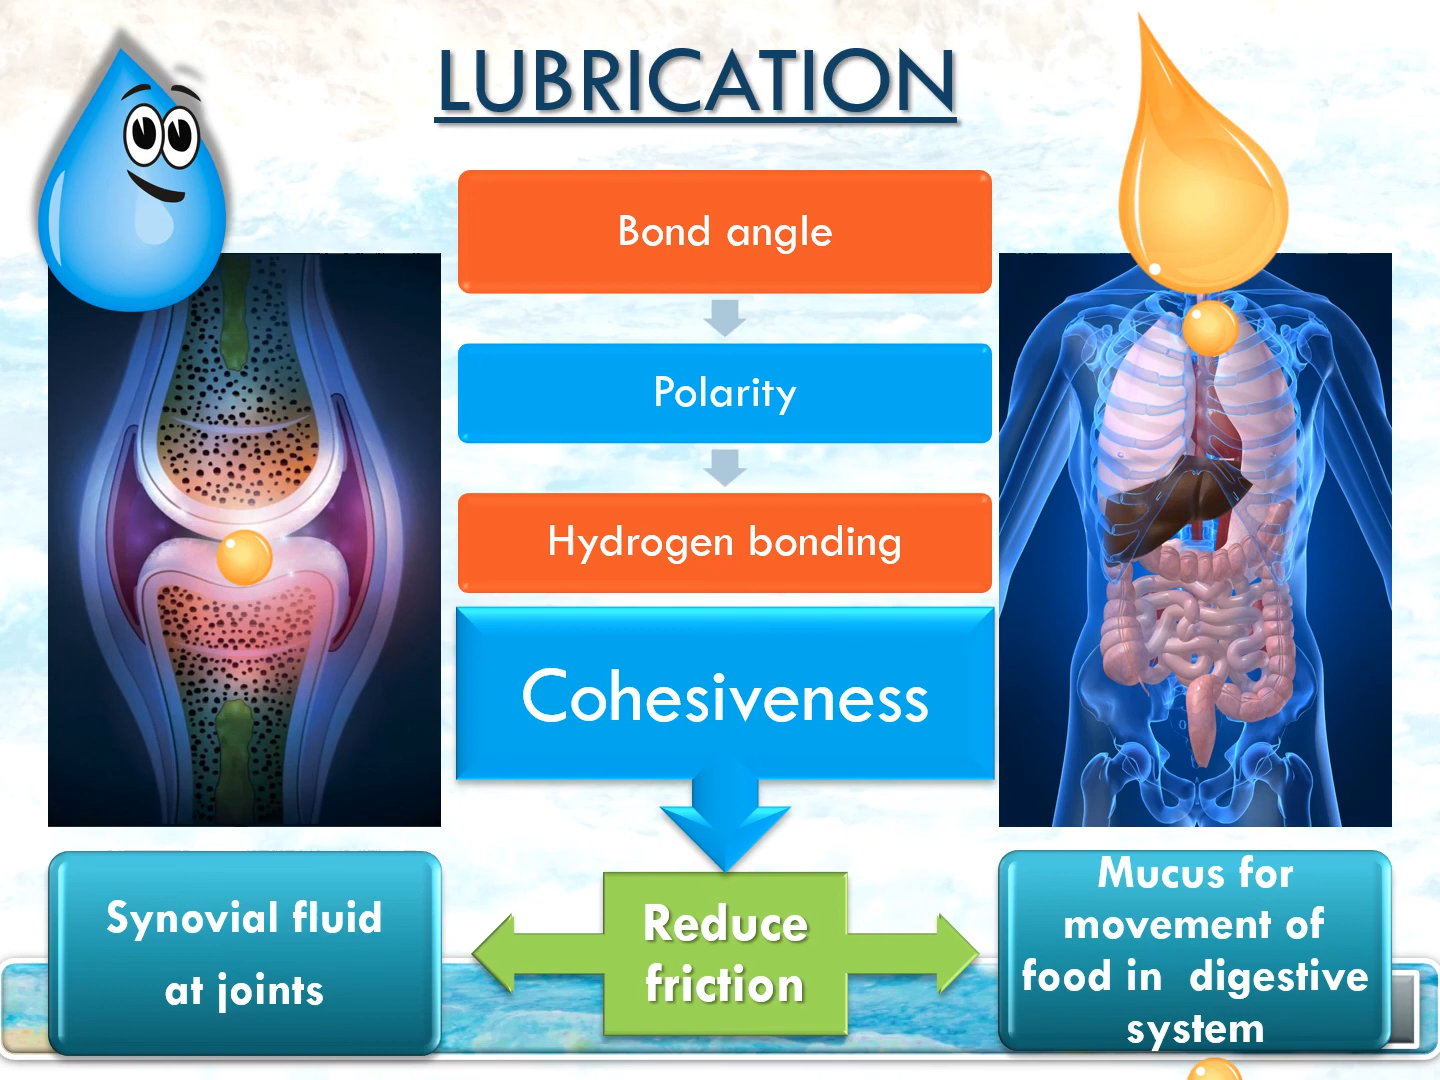 LUBRICATION
Bond angle
Polarity
Hydrogen bonding
Cohesiveness
Synovial fluid
at joints
Reduce
friction
Mucus for
movement of
food in  digestive
system